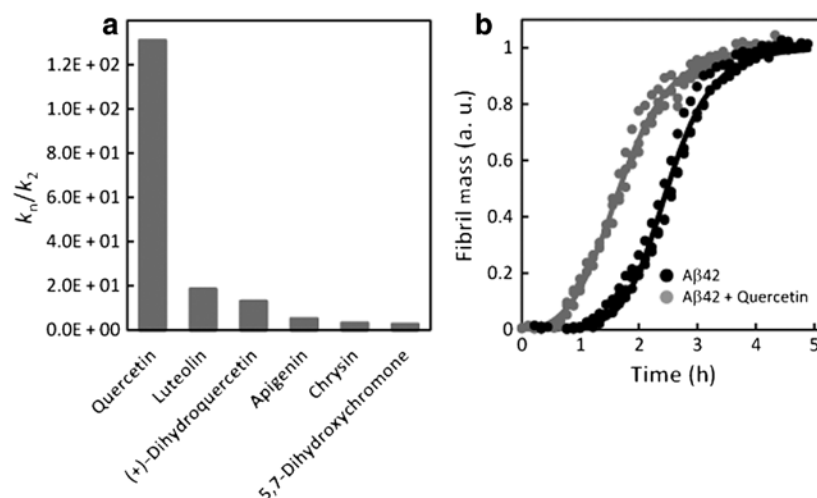 a
kₙ/k₂
1.2E + 02
1.0E + 02
8.0E + 01
6.0E + 01
4.0E + 01
2.0E + 01
0.0E + 00
Quercetin
Luteolin
(+)-Dihydroquercetin
Apigenin
Chrysin
5,7-Dihydroxychromone
b
Fibril mass (a. u.)
1
0.8
0.6
0.4
0.2
0
Aβ42
Aβ42 + Quercetin
0 1 2 3 4 5
Time (h)